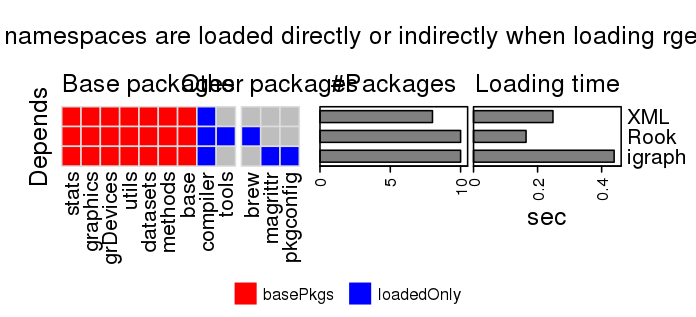 namespaces are loaded directly or indirectly when loading rge
Base packages Other packages #Packages Loading time
Depends
XML
Rook
igraph
stats graphics grDevices utils datasets methods base compiler tools brew magrittr pkgconfig
0 5 10 0 0.2 0.4
sec
basePkgs loadedOnly